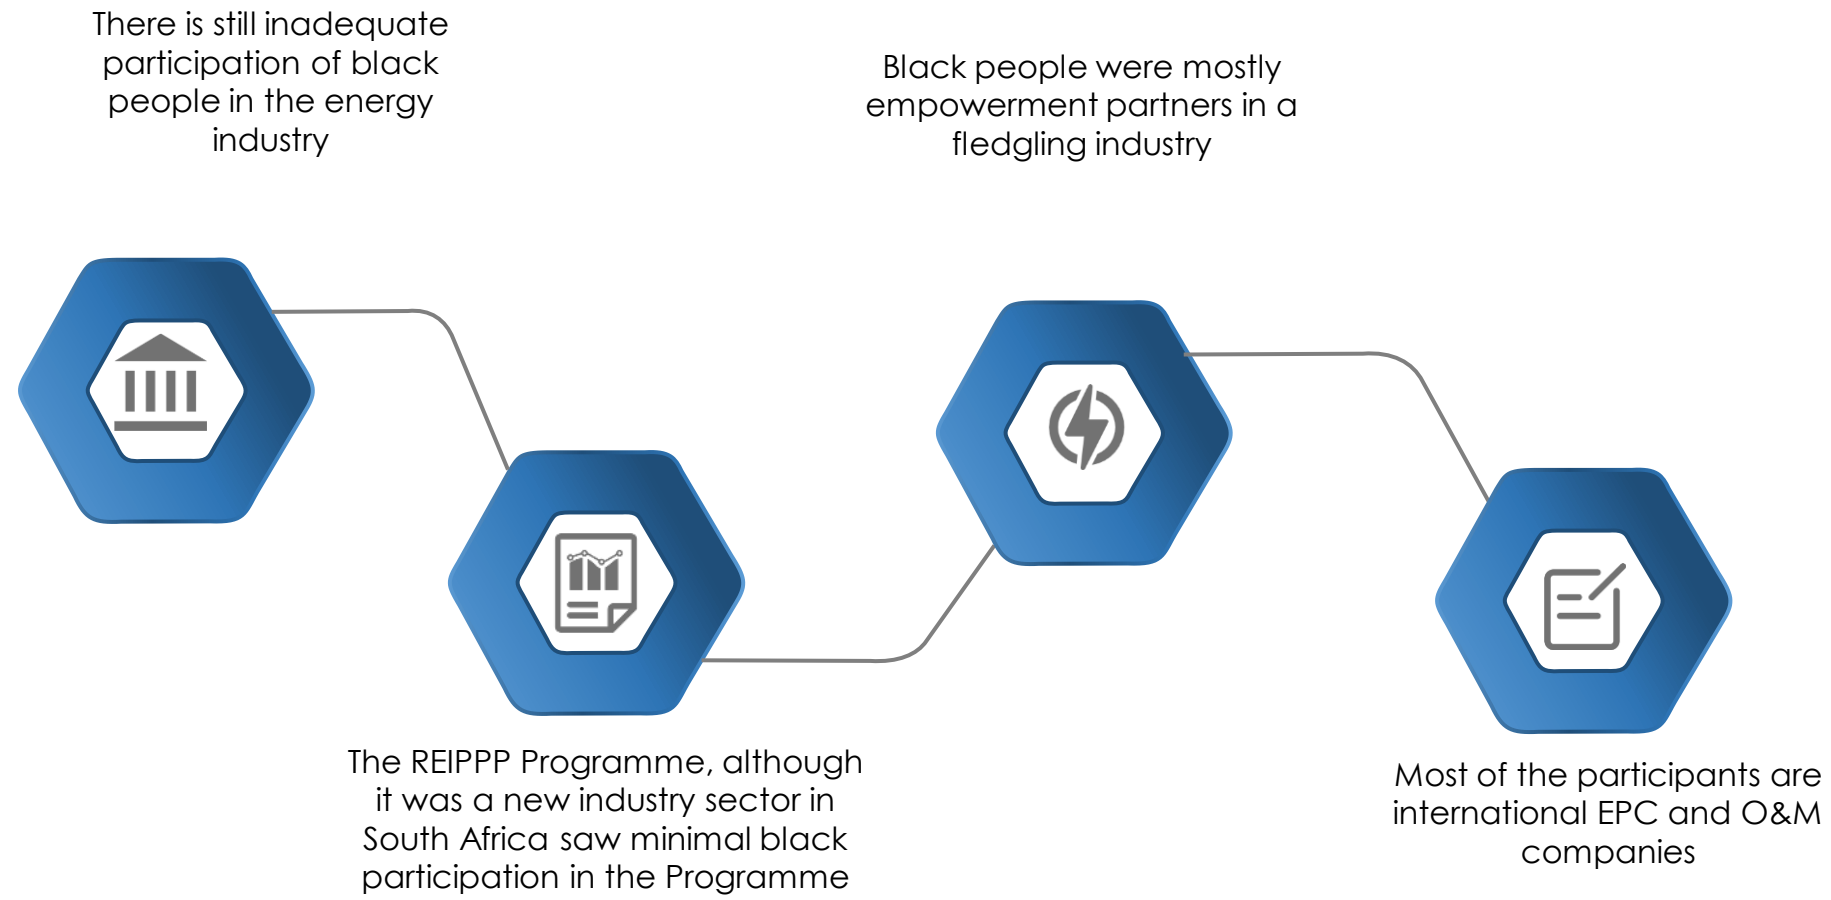 There is still inadequate
participation of black
people in the energy
industry
The REIPPP Programme, although
it was a new industry sector in
South Africa saw minimal black
participation in the Programme
Black people were mostly
empowerment partners in a
fledgling industry
Most of the participants are
international EPC and O&M
companies